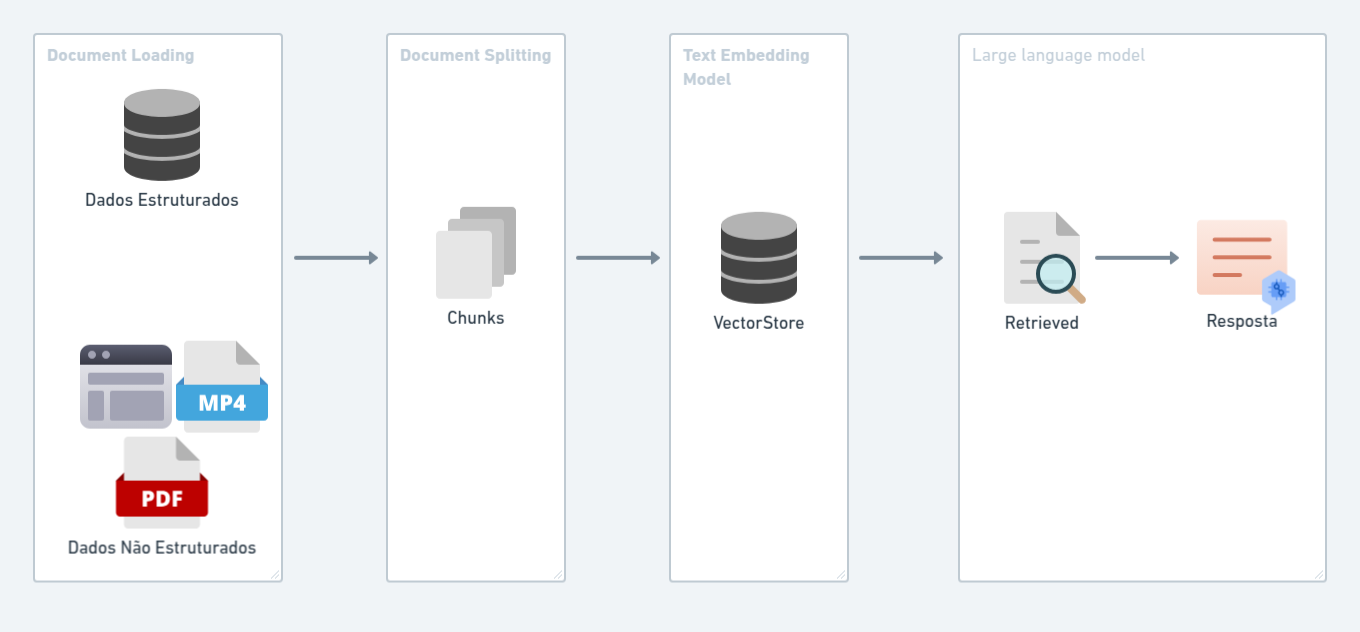 Document Loading
Dados Estruturados
MP4
PDF
Dados Não Estruturados
Document Splitting
Chunks
Text Embedding
Model
VectorStore
Large language model
Retrieved
Resposta